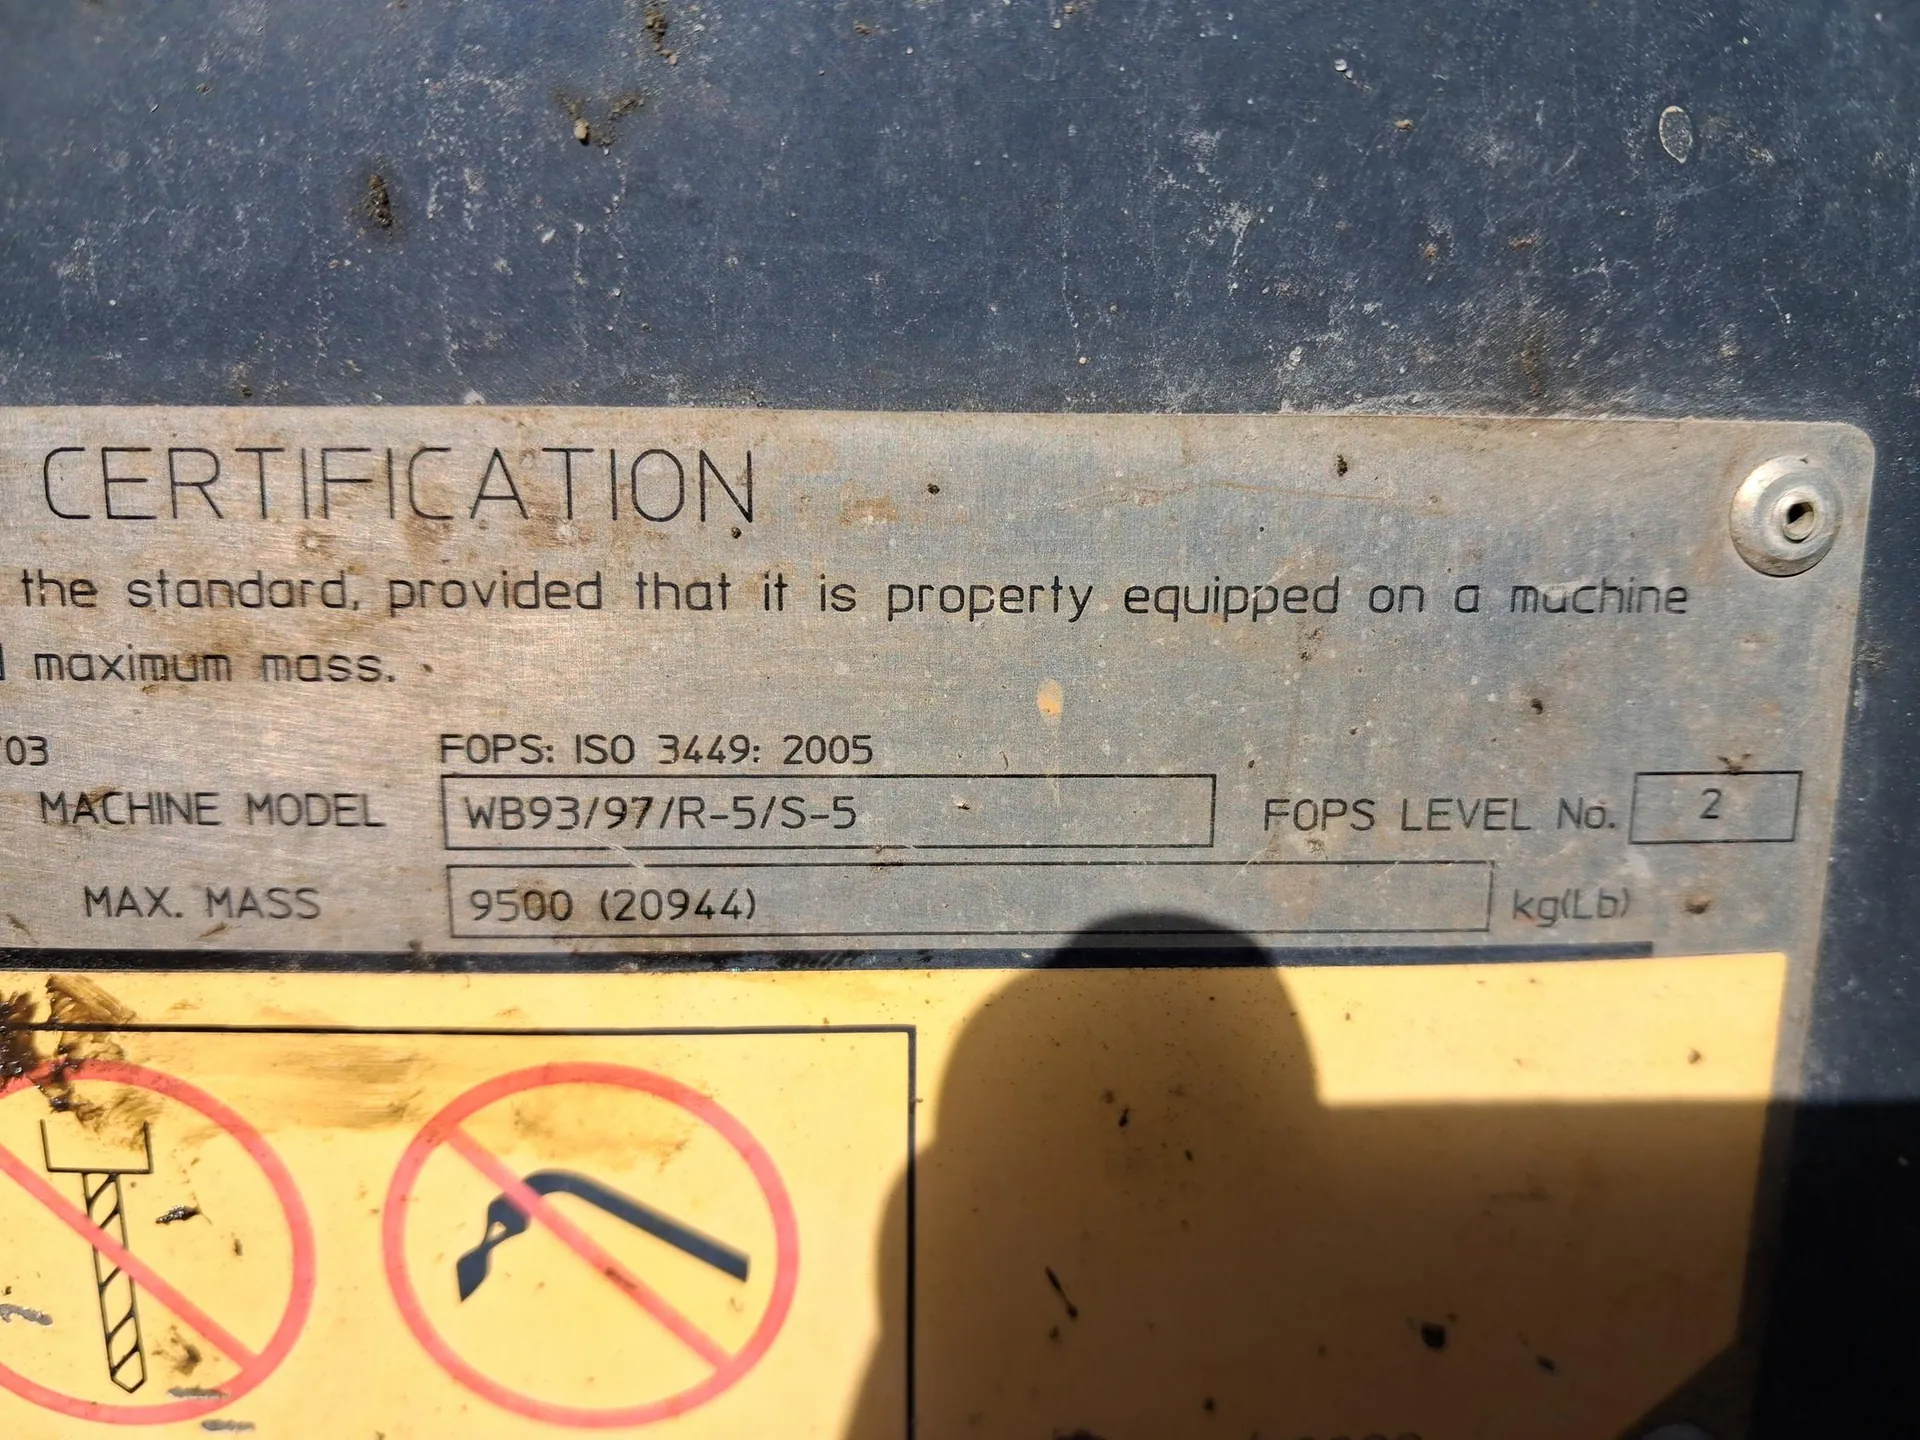 CERTIFICATION
the standard, provided that it is property equipped on a machine
maximum mass.
03 FOPS: ISO 3449: 2005
MACHINE MODEL WB93/97/R-5/S-5 FOPS LEVEL No. 2
MAX. MASS 9500 (20944) kg(Lb)